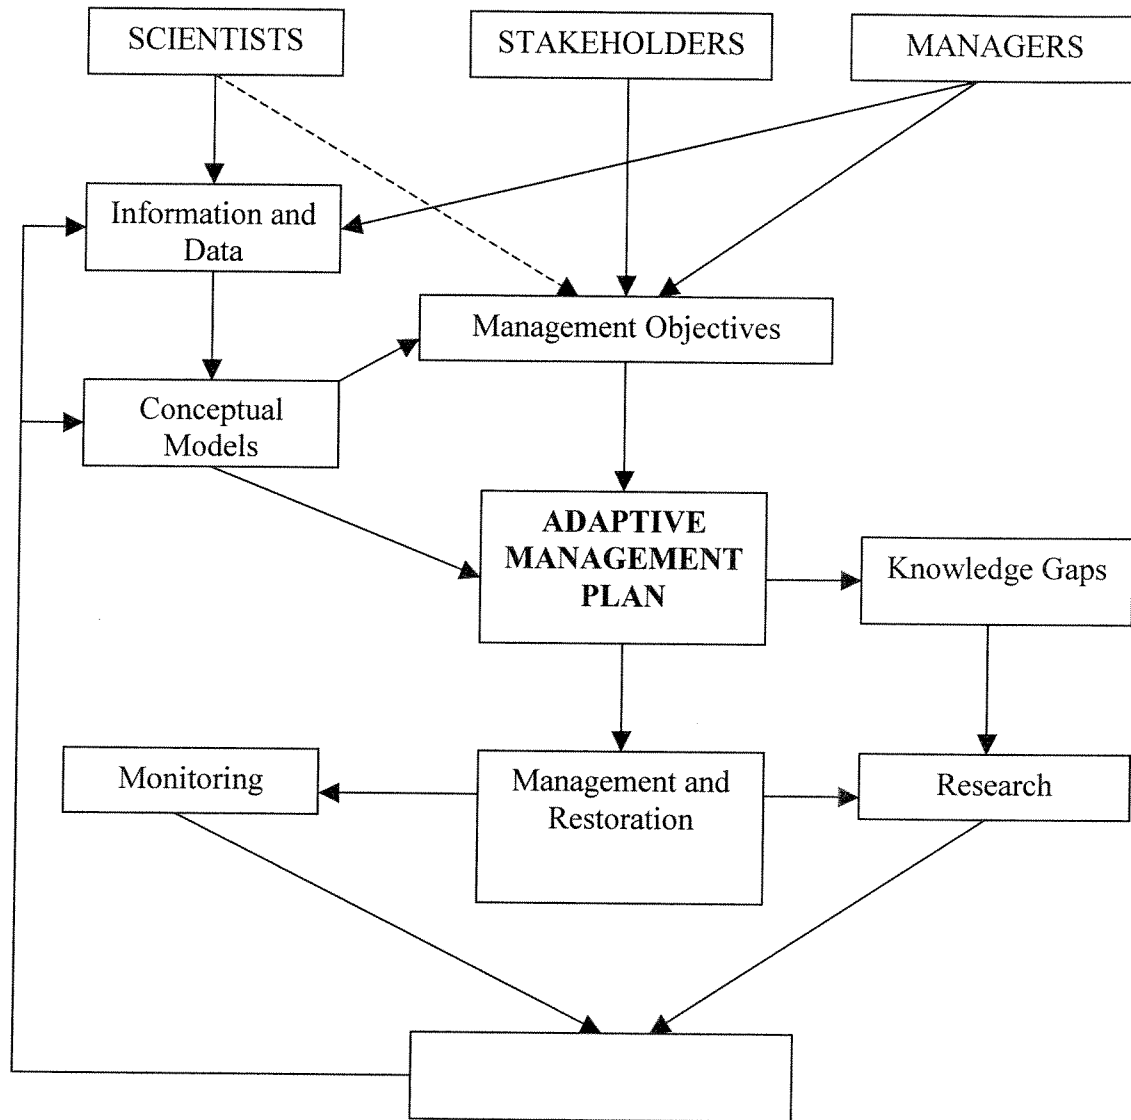 SCIENTISTS
STAKEHOLDERS
MANAGERS
Information and
Data
Management Objectives
Conceptual
Models
ADAPTIVE
MANAGEMENT
PLAN
Knowledge Gaps
Monitoring
Management and
Restoration
Research